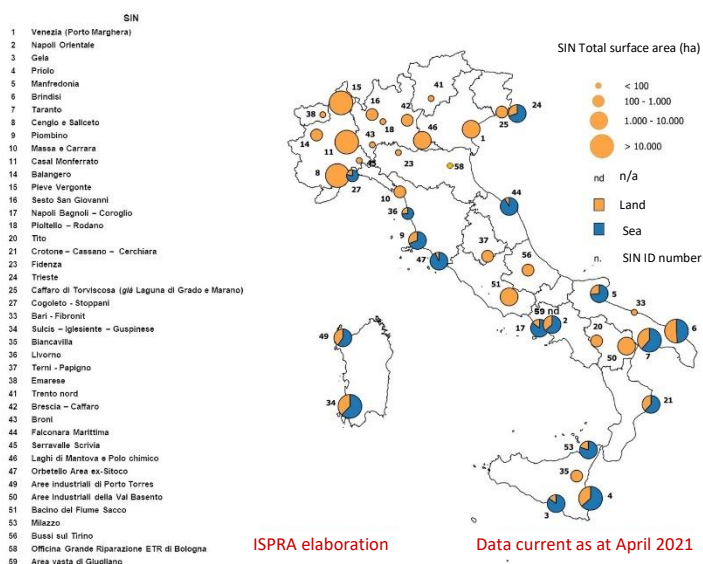 SIN
1 Venezia (Porto Marghera)
2 Napoli Orientale
3 Gela
4 Priolo
5 Manfredonia
6 Brindisi
7 Taranto
8 Cengio e Saliceto
9 Piombino
10 Massa e Carrara
11 Casal Monferrato
14 Balangero
15 Pieve Vergonte
16 Sesto San Giovanni
17 Napoli Bagnoli – Coroglio
18 Pioltello – Rodano
20 Tito
21 Crotone – Cassano – Cerchiara
23 Fidenza
24 Trieste
25 Caffaro di Torviscosa (già Laguna di Grado e Marano)
27 Cogoleto - Stoppani
33 Bari - Fibronit
34 Sulcis – Iglesiente – Guspinese
35 Biancavilla
36 Livorno
37 Terni - Papigno
38 Emarese
41 Trento nord
42 Brescia – Caffaro
43 Broni
44 Falconara Marittima
45 Serravalle Scrivia
46 Laghi di Mantova e Polo chimico
47 Orbetello Area ex-Sitoco
49 Aree industriali di Porto Torres
50 Aree industriali della Val Basento
51 Bacino del Fiume Sacco
53 Milazzo
56 Bussi sul Tirino
58 Officina Grande Riparazione ETR di Bologna
59 Area vasta di Giugliano
SIN Total surface area (ha)
< 100
100 - 1.000
1.000 - 10.000
> 10.000
nd n/a
Land
Sea
n. SIN ID number
15
41
38
16
42
24
18
25
14
43
46
1
11
45
23
58
8
27
10
44
36
9
37
47
56
51
5
33
59 nd
2
17
20
6
49
50
7
34
21
53
35
4
3
ISPRA elaboration
Data current as at April 2021